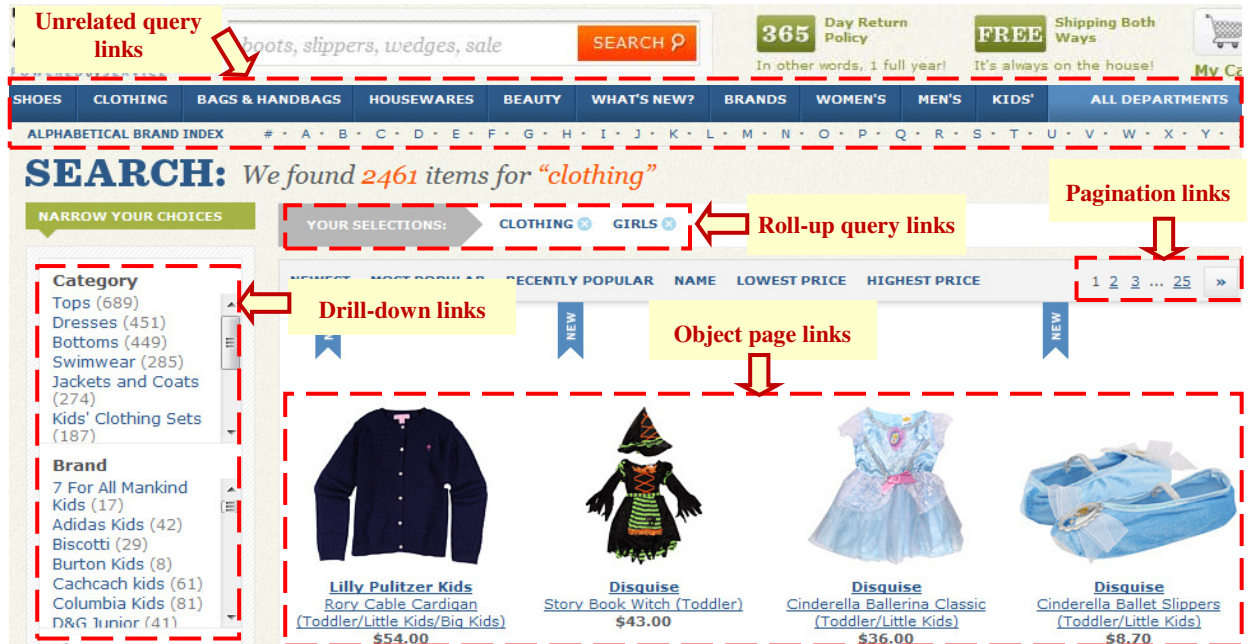 Unrelated query
links
boots, slippers, wedges, sale
SEARCH
365 Day Return
Policy
In other words, 1 full year!
FREE Shipping Both
Ways
It's always on the house!
My Ca
SHOES CLOTHING BAGS & HANDBAGS HOUSEWARES BEAUTY WHAT'S NEW? BRANDS WOMEN'S MEN'S KIDS' ALL DEPARTMENTS
ALPHABETICAL BRAND INDEX # · A · B · C · D · E · F · G · H · I · J · K · L · M · N · O · P · Q · R · S · T · U · V · W · X · Y ·
SEARCH: We found 2461 items for "clothing"
Pagination links
NARROW YOUR CHOICES
YOUR SELECTIONS: CLOTHING GIRLS
Roll-up query links
NEWEST MOST POPULAR RECENTLY POPULAR NAME LOWEST PRICE HIGHEST PRICE
1 2 3 ... 25 »
Category
Tops (689)
Dresses (451)
Bottoms (449)
Swimwear (285)
Jackets and Coats
(274)
Kids' Clothing Sets
(187)
Drill-down links
NEW
NEW
Object page links
Brand
7 For All Mankind
Kids (17)
Adidas Kids (42)
Biscotti (29)
Burton Kids (8)
Cachcach kids (61)
Columbia Kids (81)
D&G Junior (41)
Lilly Pulitzer Kids
Rory Cable Cardigan
(Toddler/Little Kids/Big Kids)
$54.00
Disguise
Story Book Witch (Toddler)
$43.00
Disguise
Cinderella Ballerina Classic
(Toddler/Little Kids)
$36.00
Disguise
Cinderella Ballet Slippers
(Toddler/Little Kids)
$8.70